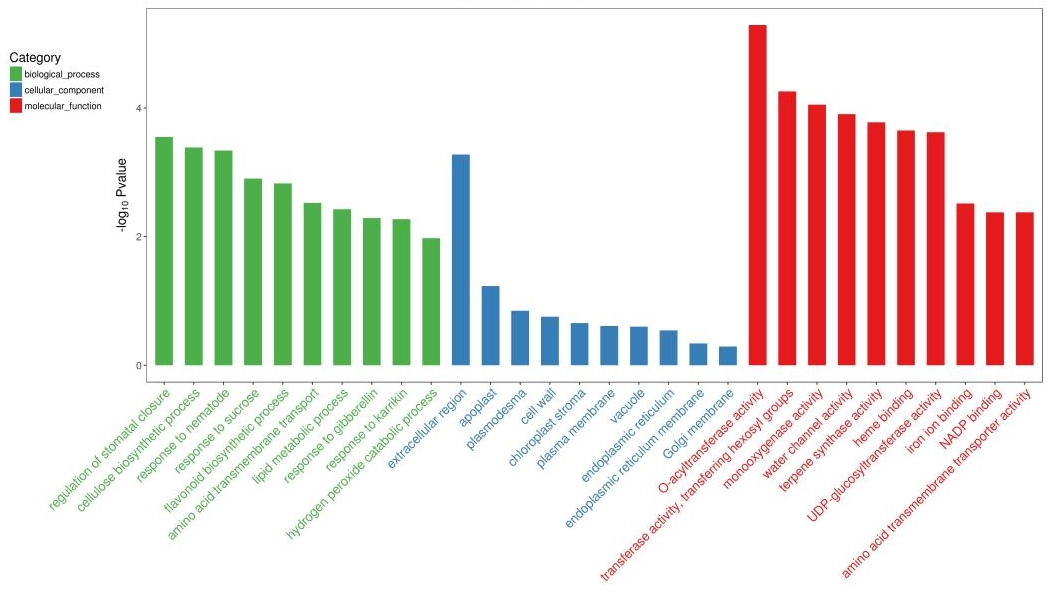 Category
biological_process
cellular_component
molecular_function
-log10 Pvalue
4
2
0
regulation of stomatal closure
cellulose biosynthetic process
response to nematode
response to sucrose
flavonoid biosynthetic process
amino acid transmembrane transport
lipid metabolic process
response to gibberellin
response to karrikin
hydrogen peroxide catabolic process
extracellular region
apoplast
plasmodesma
cell wall
chloroplast stroma
plasma membrane
vacuole
endoplasmic reticulum
endoplasmic reticulum membrane
Golgi membrane
O-acyltransferase activity
transferase activity, transferring hexosyl groups
monooxygenase activity
water channel activity
terpene synthase activity
heme binding
UDP-glucosyltransferase activity
iron ion binding
NADP binding
amino acid transmembrane transporter activity